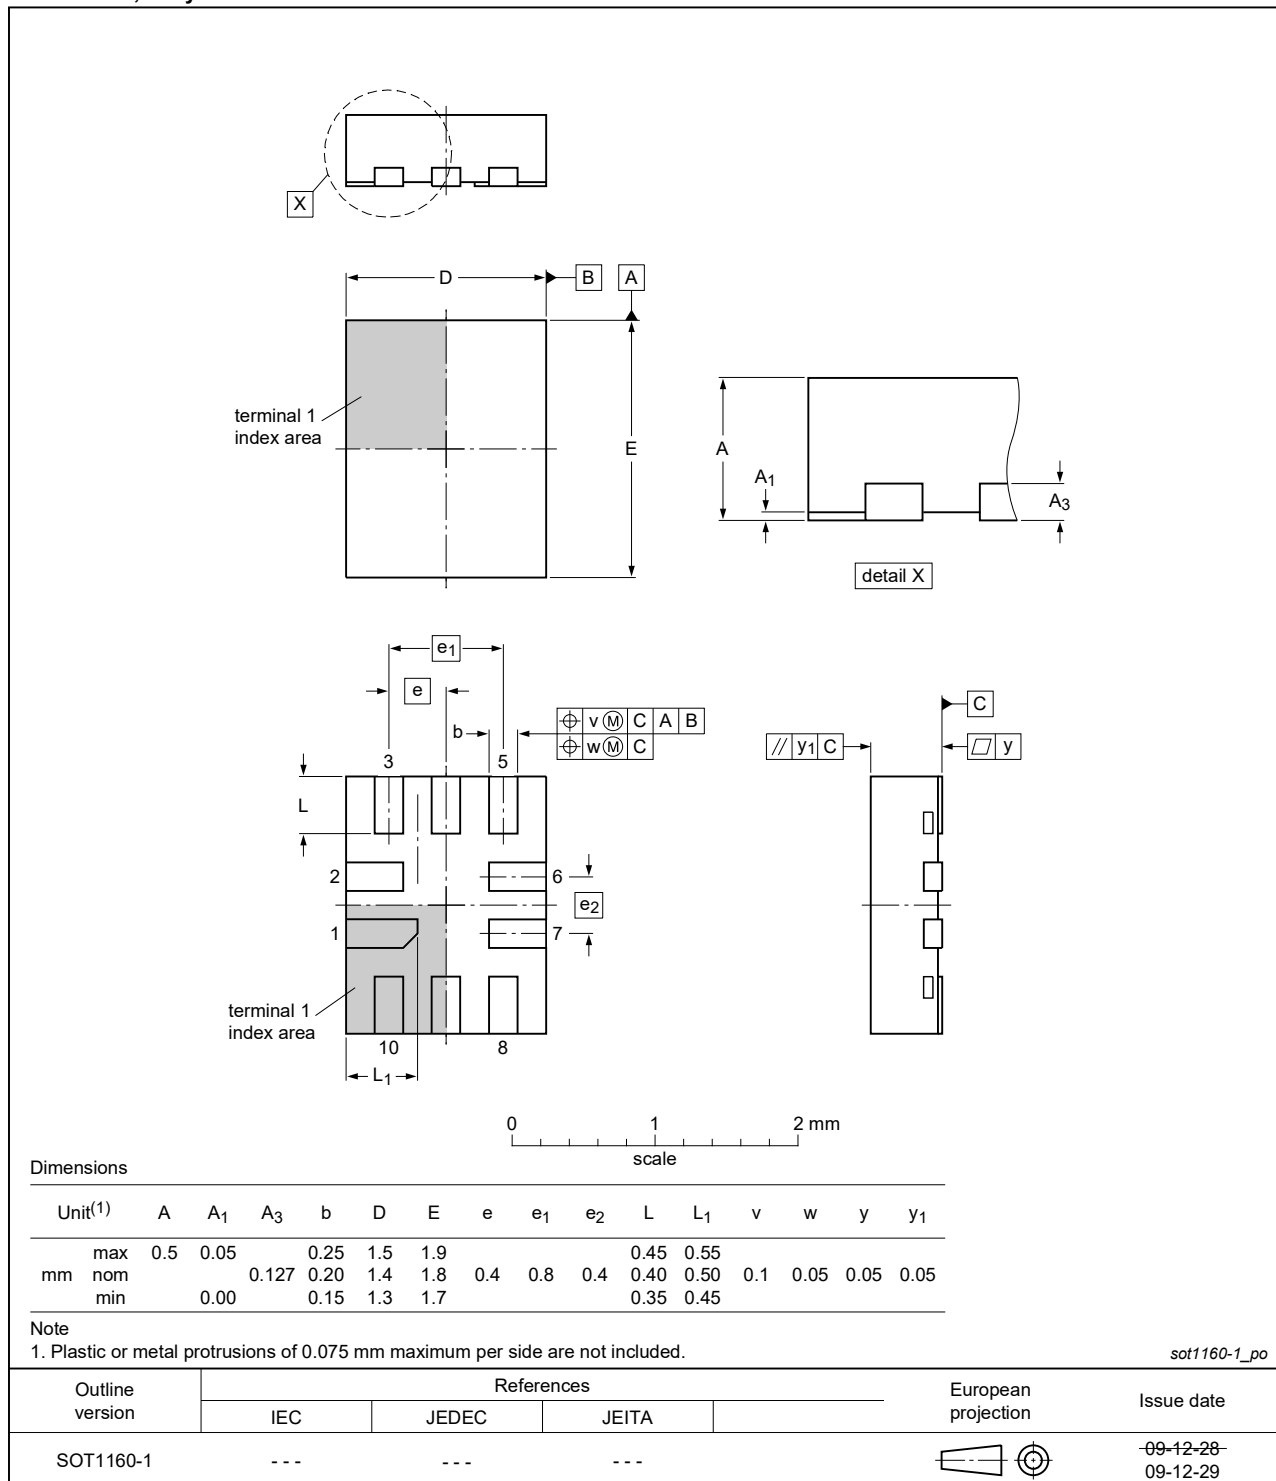 X
D
B
A
terminal 1
index area
E
A
A1
A3
detail X
e1
e
b
v M C A B
w M C
3
5
L
2
6
e2
1
7
terminal 1
index area
10
8
L1
C
// y1 C
y
0 1 2 mm
scale
Dimensions
Unit(1) A A1 A3 b D E e e1 e2 L L1 v w y y1
max 0.5 0.05 0.25 1.5 1.9 0.45 0.55
mm nom 0.127 0.20 1.4 1.8 0.4 0.8 0.4 0.40 0.50 0.1 0.05 0.05 0.05
min 0.00 0.15 1.3 1.7 0.35 0.45
Note
1. Plastic or metal protrusions of 0.075 mm maximum per side are not included.
sot1160-1_po
Outline version
References
IEC JEDEC JEITA
European projection
Issue date
SOT1160-1 - - - - - - - - -
09-12-28
09-12-29